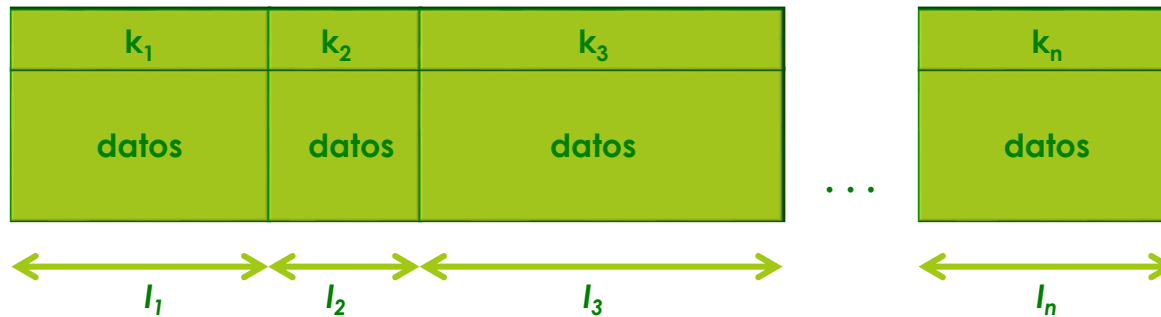 k₁ k₂ k₃ kₙ
datos datos datos datos
. . .
l₁ l₂ l₃ lₙ